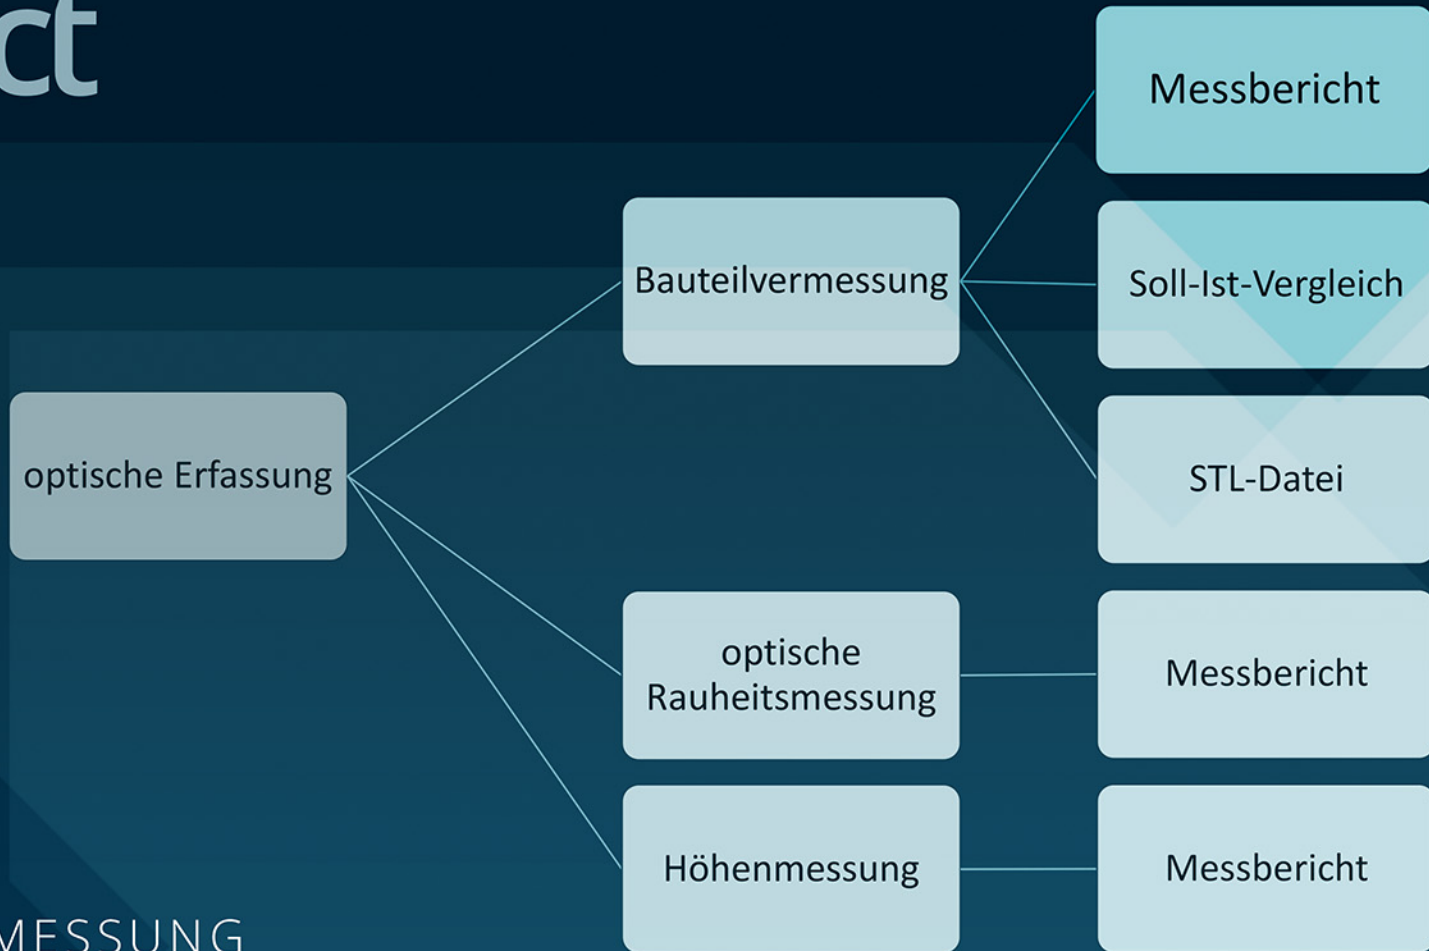 ct
Messbericht
Bauteilvermessung
Soll-Ist-Vergleich
optische Erfassung
STL-Datei
optische
Rauheitsmessung
Messbericht
Höhenmessung
Messbericht
MESSUNG